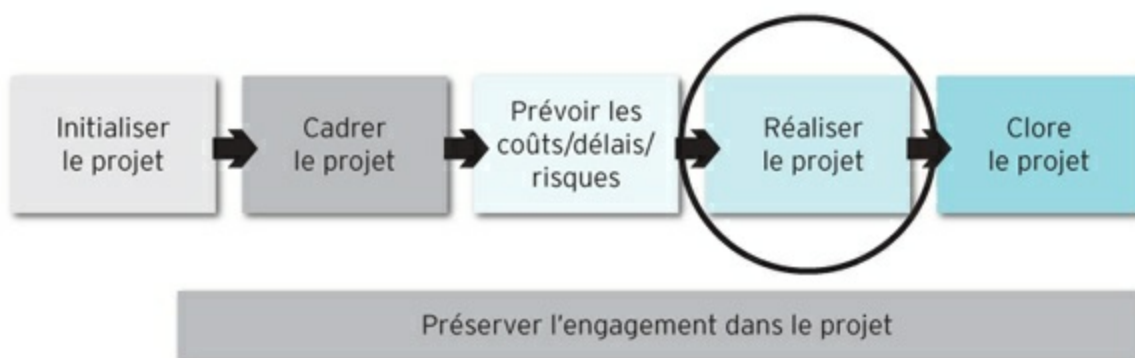 Initialiser
le projet
Cadrer
le projet
Prévoir les
coûts/délais/
risques
Réaliser
le projet
Clore
le projet
Préserver l'engagement dans le projet